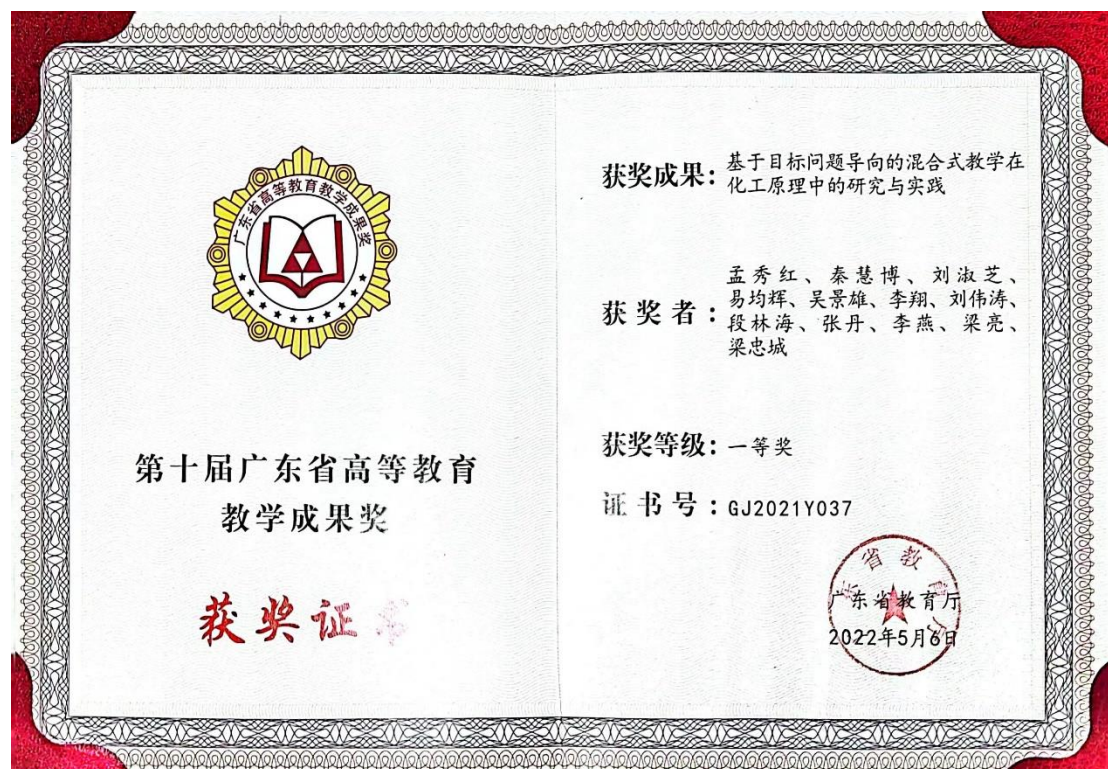 广东省高等教育教学成果奖
第十届广东省高等教育
教学成果奖
获奖证书
获奖成果：基于目标问题导向的混合式教学在
化工原理中的研究与实践
获奖者：孟秀红、秦慧博、刘淑芝、
易均辉、吴景雄、李翔、刘伟涛、
段林海、张丹、李燕、梁亮、
梁忠城
获奖等级：一等奖
证书号：GJ2021Y037
广东省教育厅
2022年5月6日